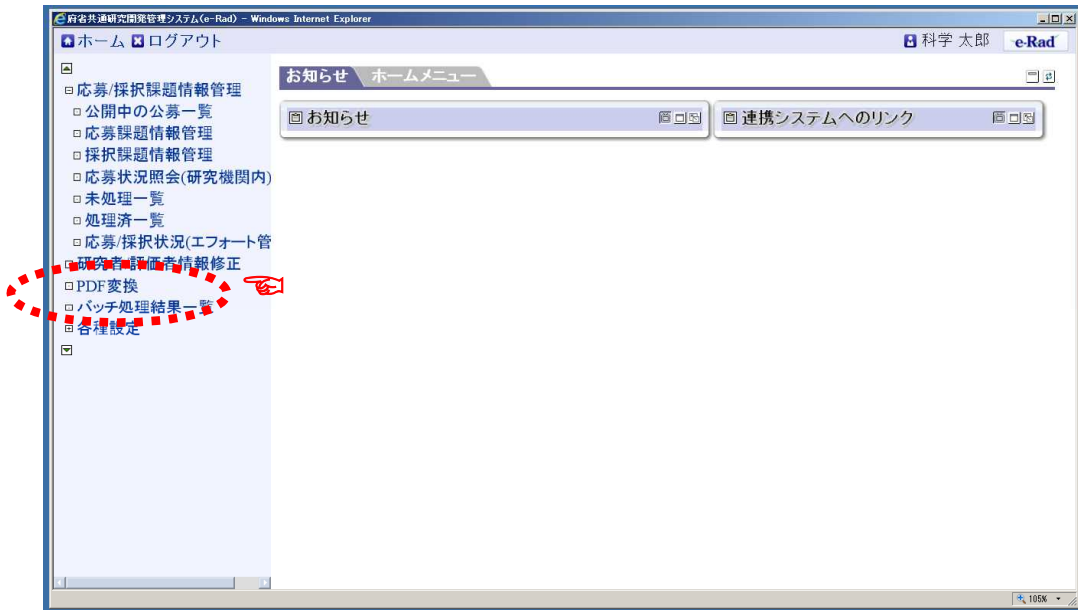 府省共通研究開発管理システム(e-Rad) - Windows Internet Explorer
ホーム ログアウト
科学 太郎 e-Rad
お知らせ ホームメニュー
応募/採択課題情報管理
公開中の公募一覧
応募課題情報管理
採択課題情報管理
応募状況照会(研究機関内)
未処理一覧
処理済一覧
応募/採択状況(エフォート管
研究者/評価者情報修正
PDF変換
バッチ処理結果一覧
各種設定
お知らせ
連携システムへのリンク
105%